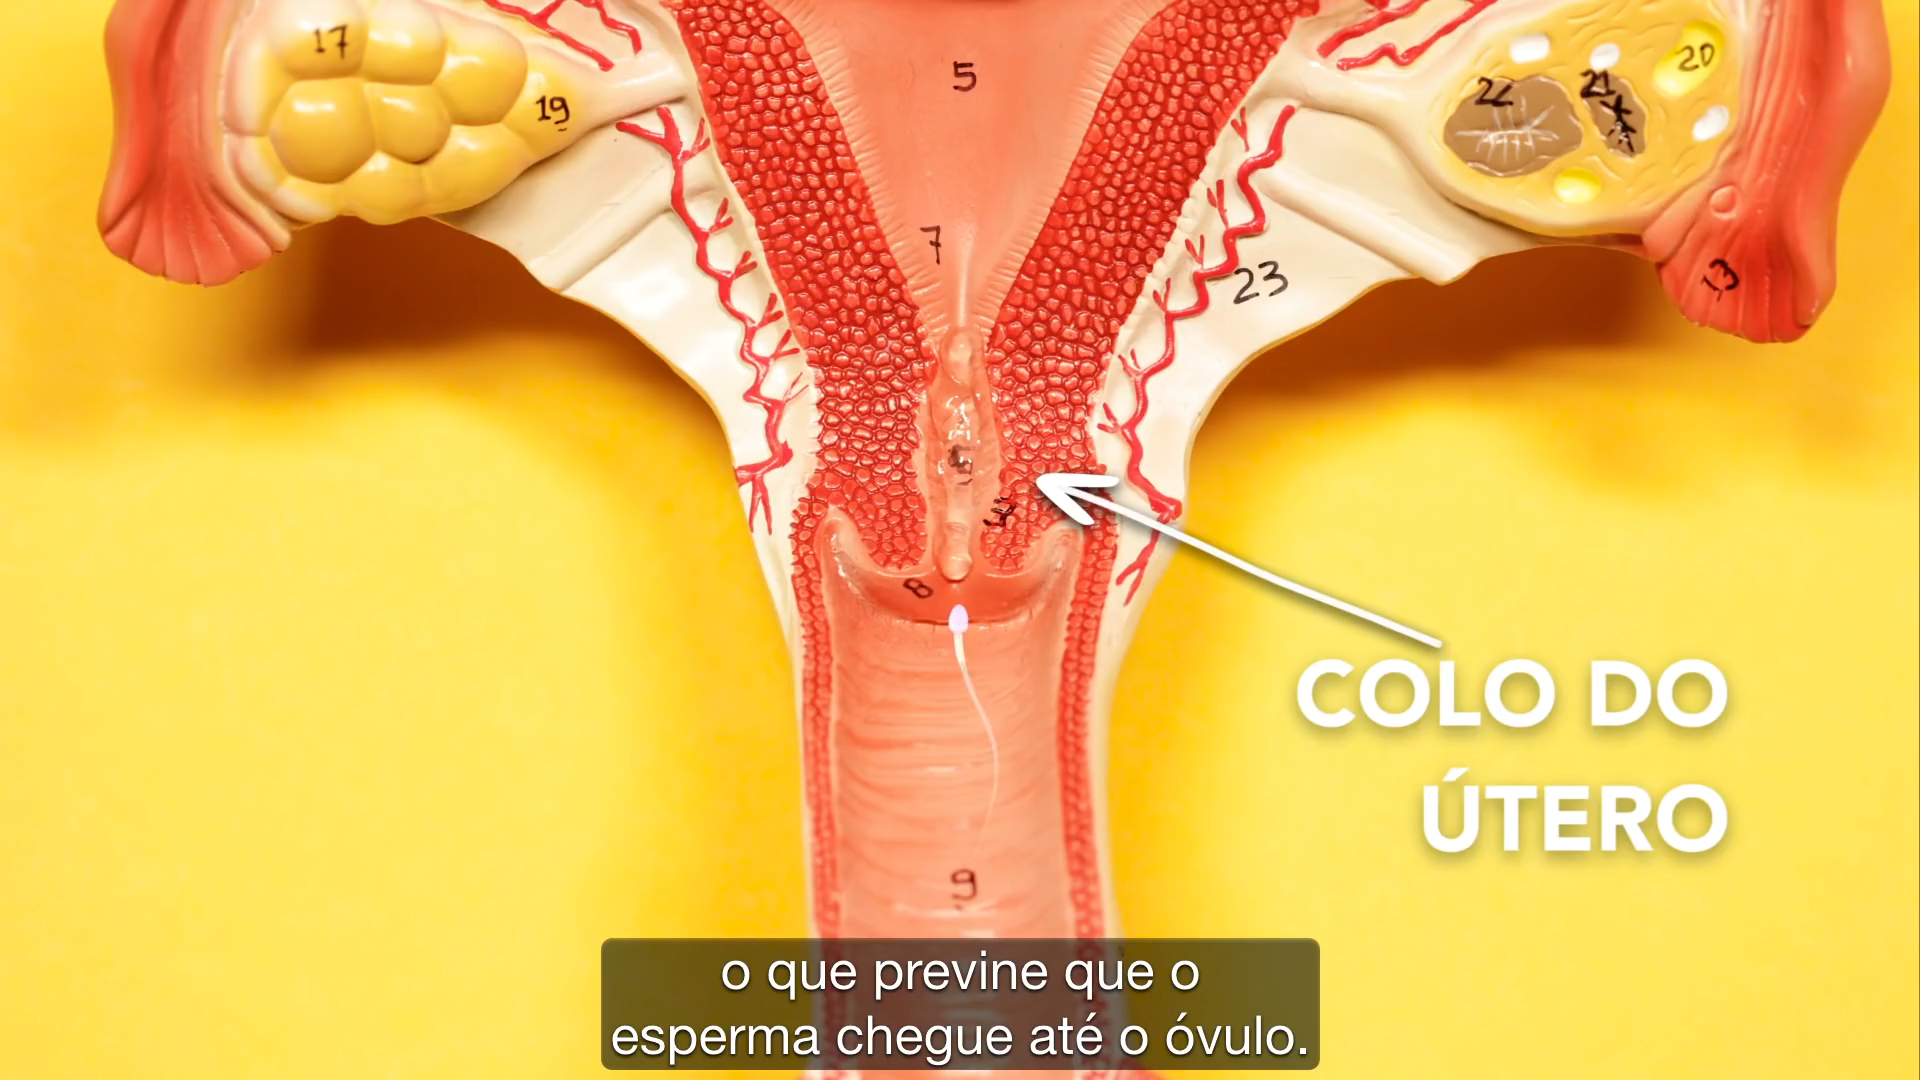 17
5
20
22
21
19
7
23
13
8
COLO DO
ÚTERO
9
o que previne que o
esperma chegue até o óvulo.